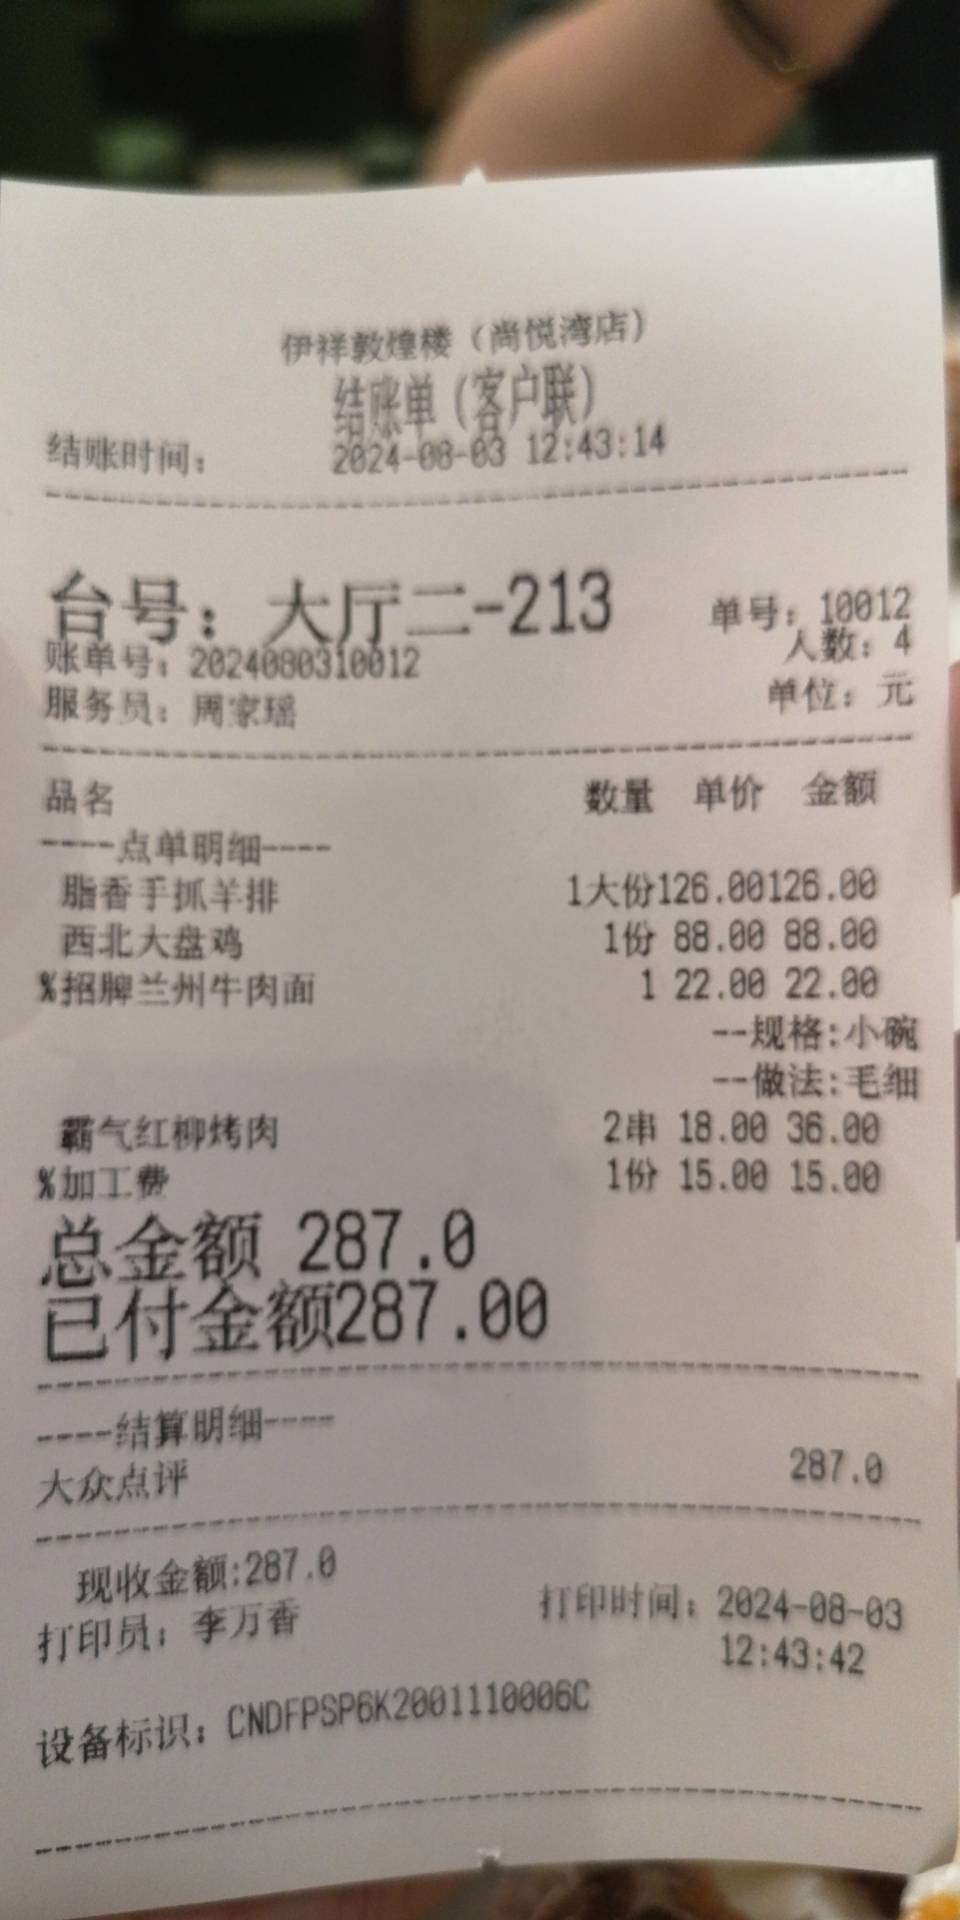 伊祥敦煌楼（尚悦湾店）
结账单（客户联）
结账时间： 2024-08-03 12:43:14
台号：大厅二-213 单号：10012
人数：4
账单号：2024080310012
服务员：周家瑶 单位：元
品名 数量 单价 金额
----点单明细----
脂香手抓羊排 1大份126.00126.00
西北大盘鸡 1份 88.00 88.00
%招牌兰州牛肉面 1 22.00 22.00
--规格:小碗
--做法:毛细
霸气红柳烤肉 2串 18.00 36.00
%加工费 1份 15.00 15.00
总金额 287.0
已付金额287.00
----结算明细----
大众点评 287.0
现收金额:287.0
打印员：李万香 打印时间：2024-08-03
12:43:42
设备标识：CNDFPSP6K2001110006C